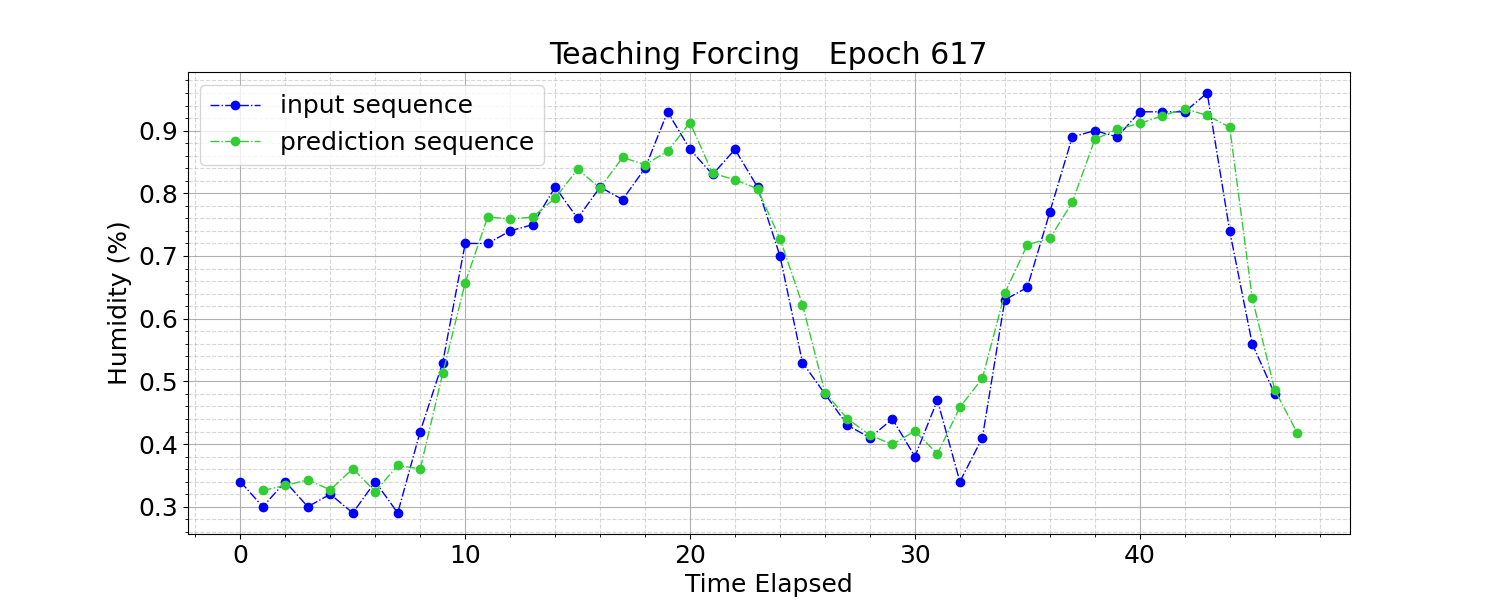 Teaching Forcing   Epoch 617
input sequence
prediction sequence
0.9
0.8
0.7
0.6
0.5
0.4
0.3
Humidity (%)
0 10 20 30 40
Time Elapsed